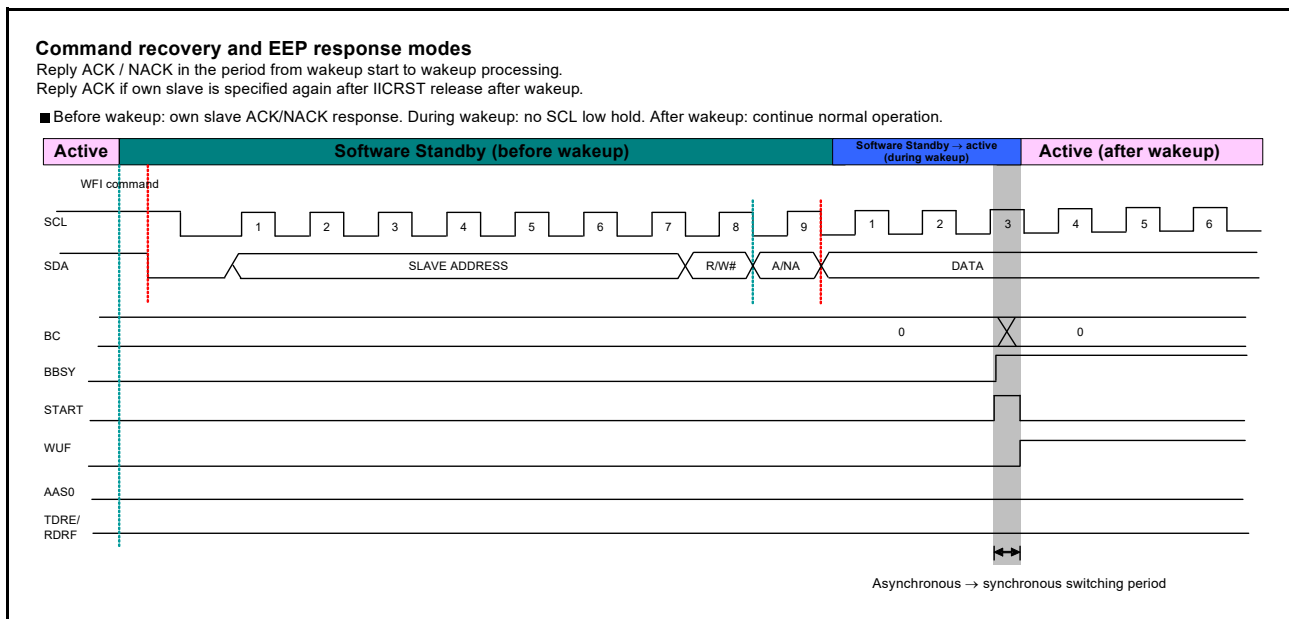 Command recovery and EEP response modes
Reply ACK / NACK in the period from wakeup start to wakeup processing.
Reply ACK if own slave is specified again after IICRST release after wakeup.
■ Before wakeup: own slave ACK/NACK response. During wakeup: no SCL low hold. After wakeup: continue normal operation.
Active Software Standby (before wakeup) Software Standby → active Active (after wakeup)
(during wakeup)
WFI command
SCL 1 2 3 4 5 6 7 8 9 1 2 3 4 5 6
SDA SLAVE ADDRESS R/W# A/NA DATA
BC 0 0
BBSY
START
WUF
AAS0
TDRE/
RDRF
Asynchronous → synchronous switching period